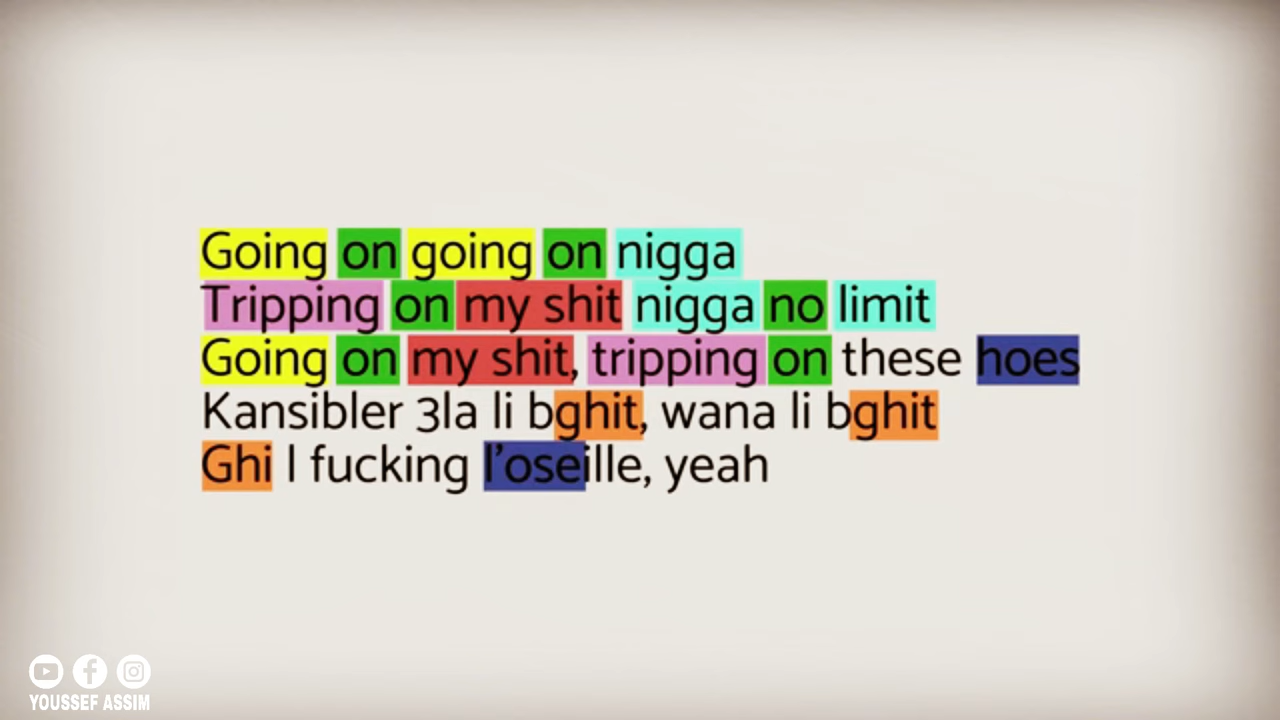 Going on going on nigga
Tripping on my shit nigga no limit
Going on my shit, tripping on these hoes
Kansibler 3la li bghit, wana li bghit
Ghi l fucking l'oseille, yeah
YOUSSEF ASSIM